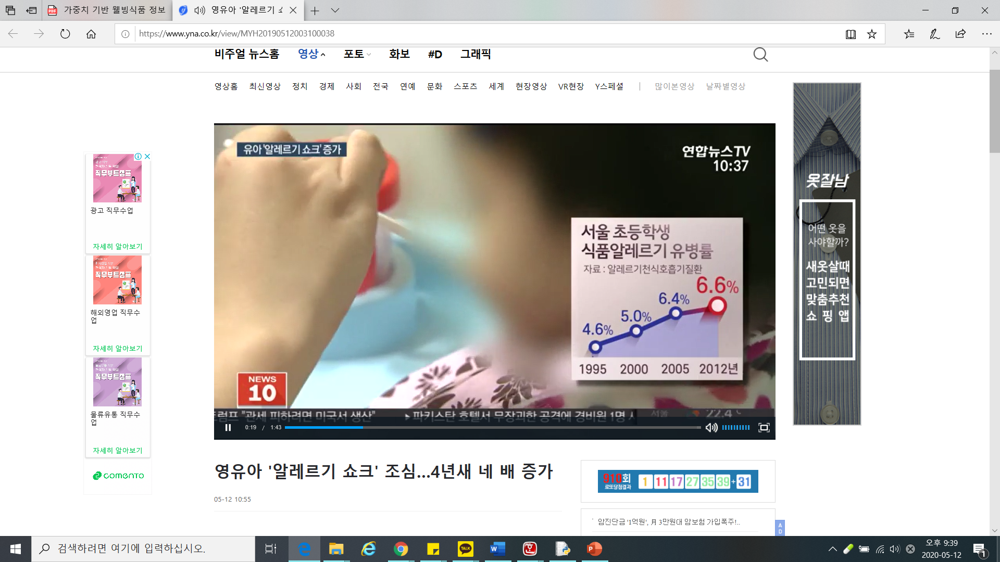 가중치 기반 웰빙식품 정보
영유아 '알레르기 쇼
https://www.yna.co.kr/view/MYH20190512003100038
비주얼 뉴스홈 영상 포토 화보 #D 그래픽
영상홈 최신영상 정치 경제 사회 전국 연예 문화 스포츠 세계 현장영상 VR현장 Y스페셜 | 많이본영상 날짜별영상
유아 '알레르기 쇼크' 증가
연합뉴스TV
10:37
서울 초등학생
식품알레르기 유병률
자료 : 알레르기천식호흡기질환
4.6%
5.0%
6.4%
6.6%
1995 2000 2005 2012년
NEWS
10
트럼프 "관세 피하려면 미국서 생산" ▶파키스탄 호텔서 무장괴한 공격에 경비원 1명
서울 22.4
0:19 / 1:43
직무부트캠프
광고 직무수업
자세히 알아보기
직무부트캠프
해외영업 직무수
업
자세히 알아보기
직무부트캠프
물류유통 직무수
업
자세히 알아보기
comento
옷잘남
어떤 옷을
사야할까?
새옷살때
고민되면
맞춤추천
쇼핑앱
영유아 '알레르기 쇼크' 조심...4년새 네 배 증가
05-12 10:55
910회
로또당첨결과
1 11 17 27 35 39 + 31
암진단금 '1억원', 月 3만원대 암보험 가입폭주!..
AD
검색하려면 여기에 입력하십시오.
TALK
오후 9:39
2020-05-12
1